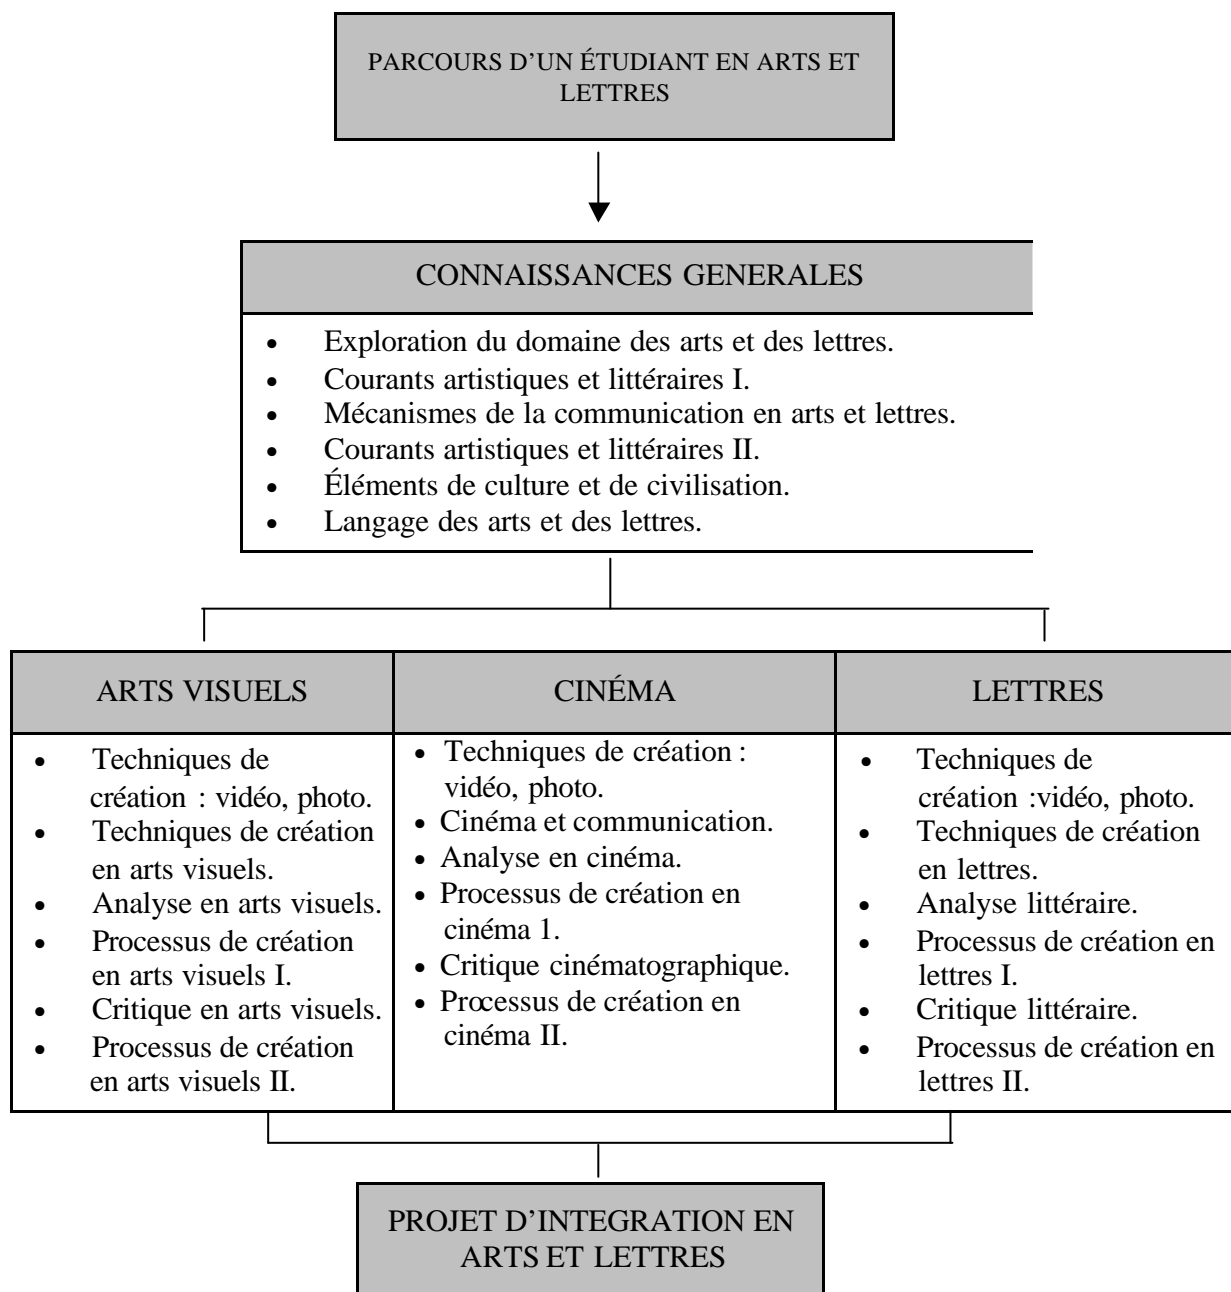 PARCOURS D'UN ÉTUDIANT EN ARTS ET
LETTRES
CONNAISSANCES GENERALES
• Exploration du domaine des arts et des lettres.
• Courants artistiques et littéraires I.
• Mécanismes de la communication en arts et lettres.
• Courants artistiques et littéraires II.
• Éléments de culture et de civilisation.
• Langage des arts et des lettres.
ARTS VISUELS
• Techniques de
création : vidéo, photo.
• Techniques de création
en arts visuels.
• Analyse en arts visuels.
• Processus de création
en arts visuels I.
• Critique en arts visuels.
• Processus de création
en arts visuels II.
CINÉMA
• Techniques de création :
vidéo, photo.
• Cinéma et communication.
• Analyse en cinéma.
• Processus de création en
cinéma 1.
• Critique cinématographique.
• Processus de création en
cinéma II.
LETTRES
• Techniques de
création :vidéo, photo.
• Techniques de création
en lettres.
• Analyse littéraire.
• Processus de création en
lettres I.
• Critique littéraire.
• Processus de création en
lettres II.
PROJET D'INTEGRATION EN
ARTS ET LETTRES